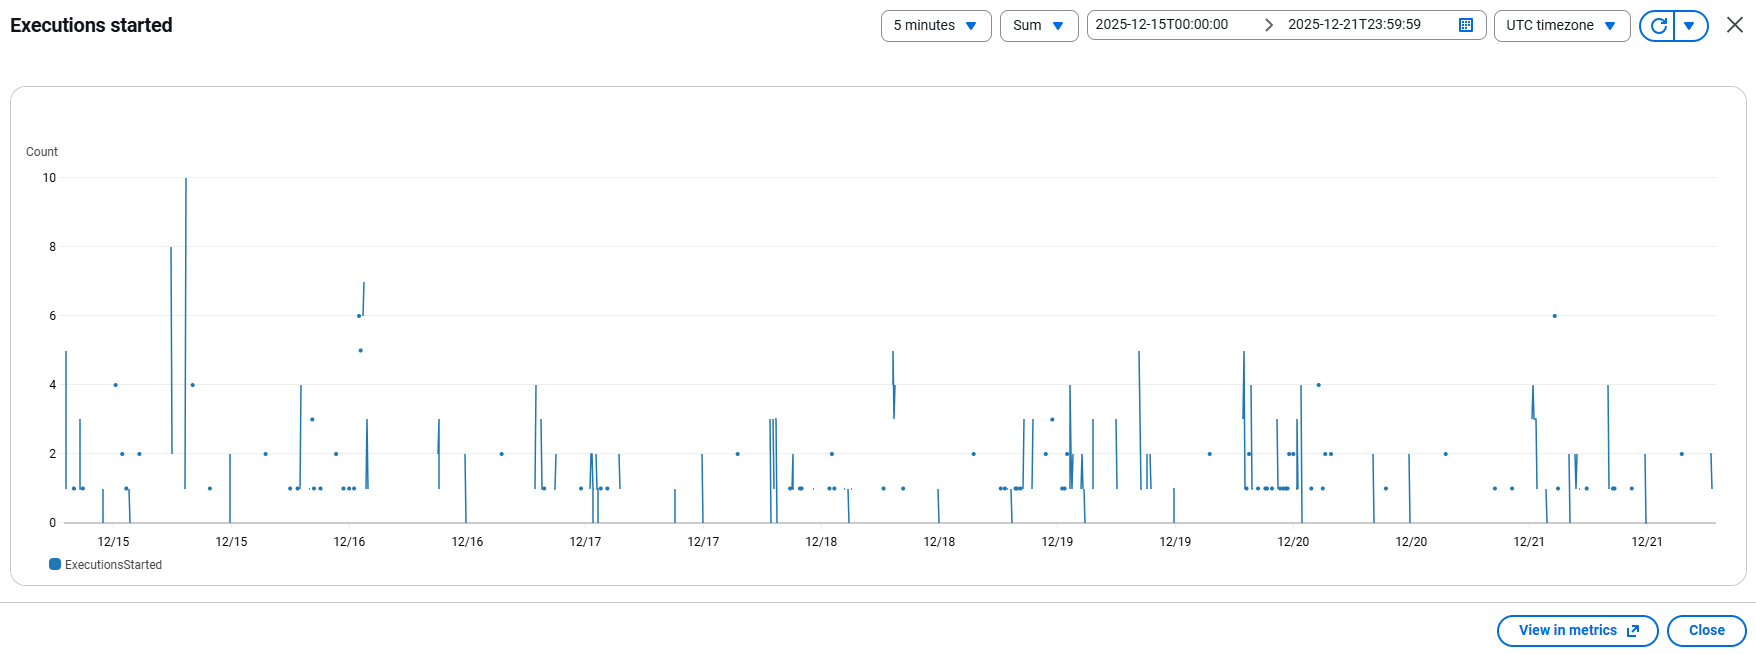 Executions started
5 minutes Sum 2025-12-15T00:00:00 2025-12-21T23:59:59 UTC timezone
Count
10
8
6
4
2
0
12/15 12/15 12/16 12/16 12/17 12/17 12/18 12/18 12/19 12/19 12/20 12/20 12/21 12/21
ExecutionsStarted
View in metrics Close